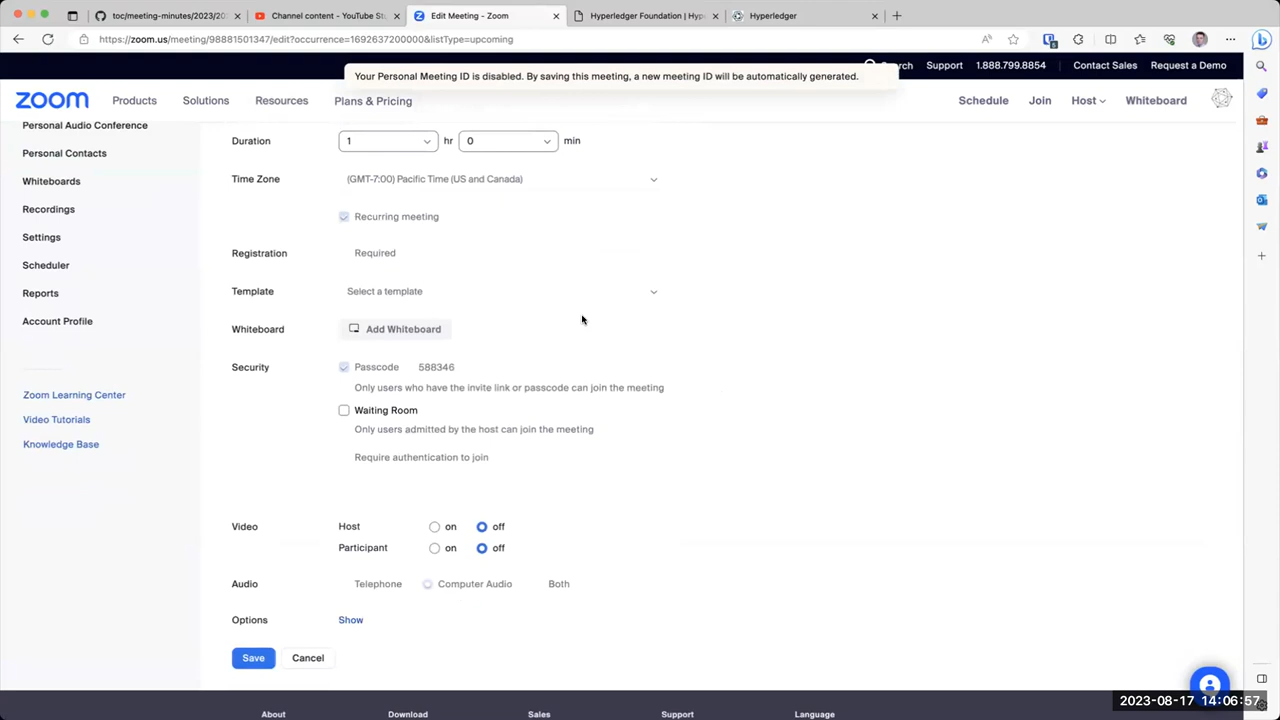 toc/meeting-minutes/2023/20
Channel content - YouTube St
Edit Meeting - Zoom
Hyperledger Foundation | Hype
Hyperledger
https://zoom.us/meeting/98881501347/edit?occurrence=1692637200000&listType=upcoming
Search Support 1.888.799.8854 Contact Sales Request a Demo
Your Personal Meeting ID is disabled. By saving this meeting, a new meeting ID will be automatically generated.
zoom Products Solutions Resources Plans & Pricing Schedule Join Host Whiteboard
Personal Audio Conference
Personal Contacts
Whiteboards
Recordings
Settings
Scheduler
Reports
Account Profile
Zoom Learning Center
Video Tutorials
Knowledge Base
Duration 1 hr 0 min
Time Zone (GMT-7:00) Pacific Time (US and Canada)
Recurring meeting
Registration Required
Template Select a template
Whiteboard Add Whiteboard
Security Passcode 588346
Only users who have the invite link or passcode can join the meeting
Waiting Room
Only users admitted by the host can join the meeting
Require authentication to join
Video Host on off
Participant on off
Audio Telephone Computer Audio Both
Options Show
Save Cancel
About Download Sales Support Language
2023-08-17 14:06:57